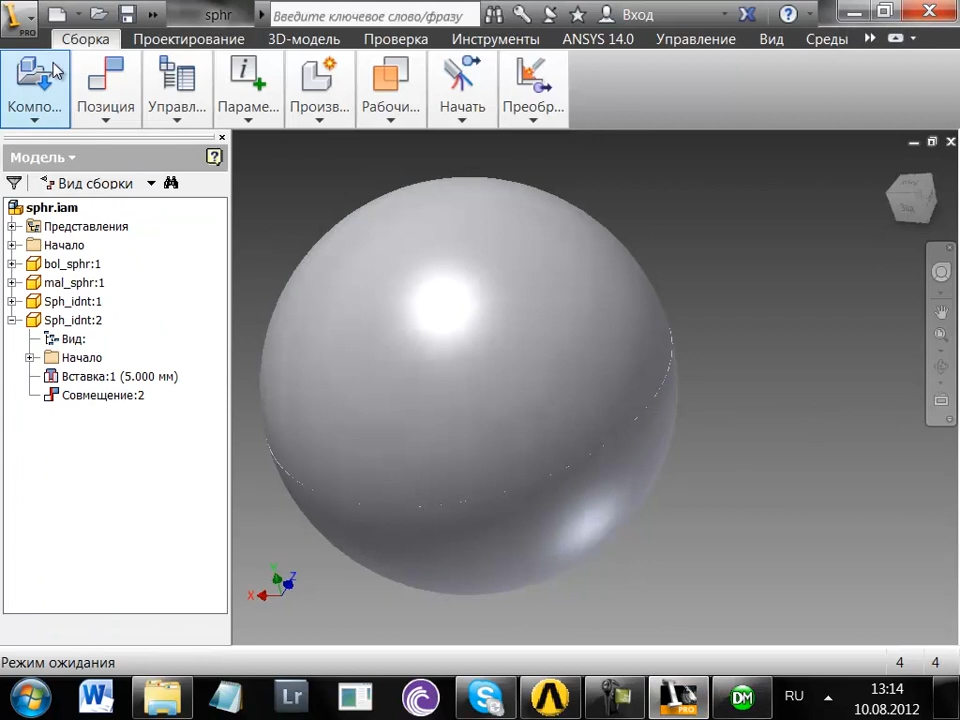 PRO
sphr
Введите ключевое слово/фразу
Вход
Сборка
Проектирование
3D-модель
Проверка
Инструменты
ANSYS 14.0
Управление
Вид
Среды
Компо...
Позиция
Управл...
Параме...
Произв...
Рабочи...
Начать
Преобр...
Модель
Вид сборки
sphr.iam
Представления
Начало
bol_sphr:1
mal_sphr:1
Sph_idnt:1
Sph_idnt:2
Вид:
Начало
Вставка:1 (5.000 мм)
Совмещение:2
X
Y
Z
Режим ожидания
4
4
W
Lr
PRO
DM
RU
13:14
10.08.2012